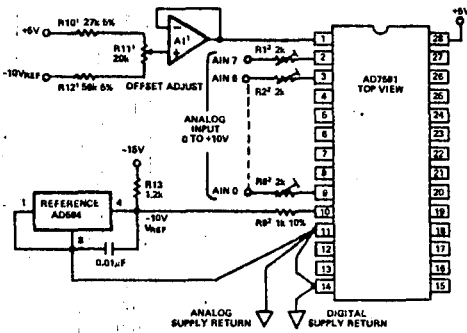 R10¹ 27k 5%
+5V
R11¹
20k
A1¹
-10VREF
R12¹ 56k 5%
OFFSET ADJUST
AIN 7
R1² 2k
AIN 6
R2² 2k
ANALOG
INPUT
0 TO +10V
AIN 0
R8² 2k
R9² 1k 10%
-15V
R13
1.2k
REFERENCE
AD584
1
4
8
-10V
VREF
0.01µF
ANALOG
SUPPLY RETURN
DIGITAL
SUPPLY RETURN
+5V
AD7581
TOP VIEW
1
2
3
4
5
6
7
8
9
10
11
12
13
14
28
27
26
25
24
23
22
21
20
19
18
17
16
15